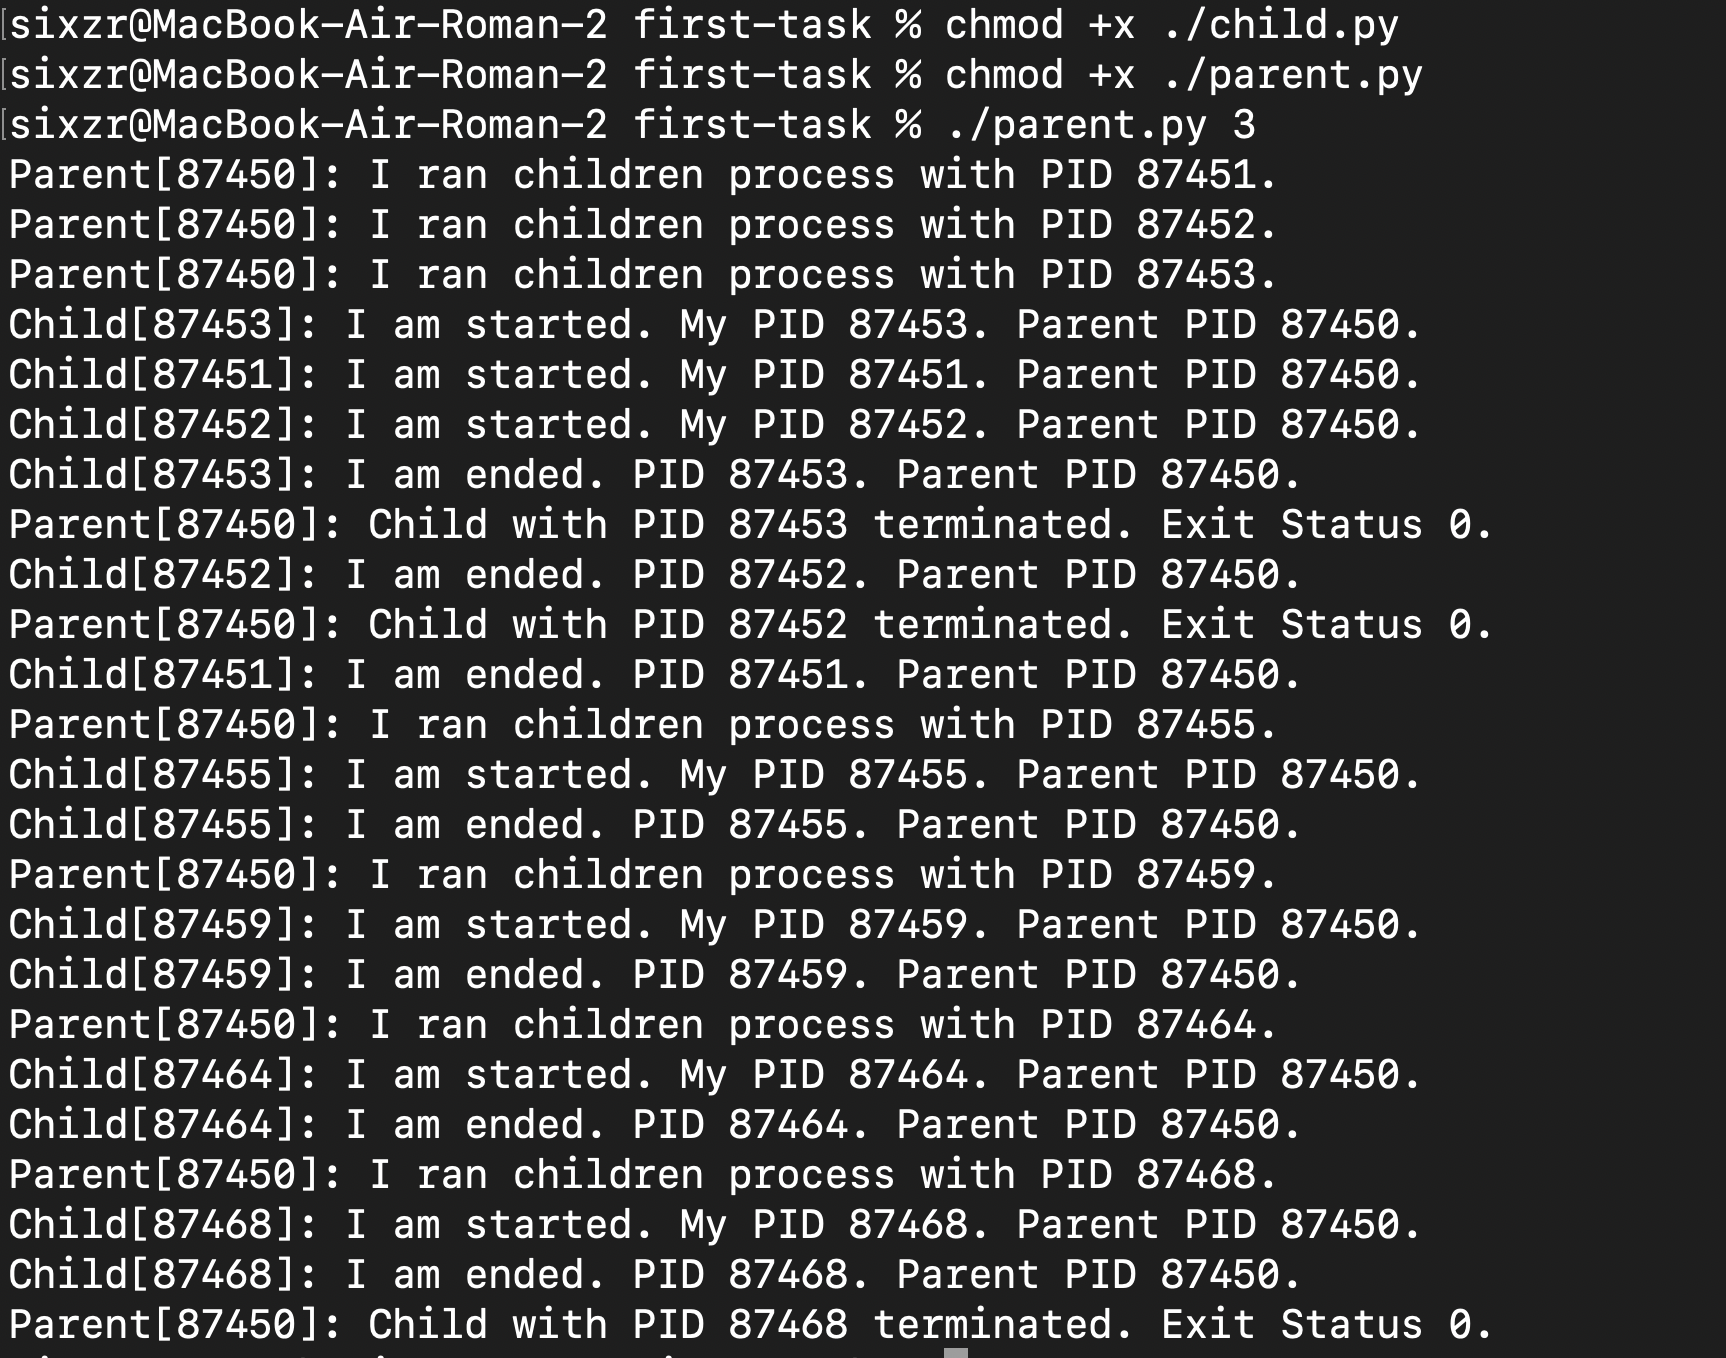 [sixzr@MacBook-Air-Roman-2 first-task % chmod +x ./child.py
[sixzr@MacBook-Air-Roman-2 first-task % chmod +x ./parent.py
[sixzr@MacBook-Air-Roman-2 first-task % ./parent.py 3
Parent[87450]: I ran children process with PID 87451.
Parent[87450]: I ran children process with PID 87452.
Parent[87450]: I ran children process with PID 87453.
Child[87453]: I am started. My PID 87453. Parent PID 87450.
Child[87451]: I am started. My PID 87451. Parent PID 87450.
Child[87452]: I am started. My PID 87452. Parent PID 87450.
Child[87453]: I am ended. PID 87453. Parent PID 87450.
Parent[87450]: Child with PID 87453 terminated. Exit Status 0.
Child[87452]: I am ended. PID 87452. Parent PID 87450.
Parent[87450]: Child with PID 87452 terminated. Exit Status 0.
Child[87451]: I am ended. PID 87451. Parent PID 87450.
Parent[87450]: I ran children process with PID 87455.
Child[87455]: I am started. My PID 87455. Parent PID 87450.
Child[87455]: I am ended. PID 87455. Parent PID 87450.
Parent[87450]: I ran children process with PID 87459.
Child[87459]: I am started. My PID 87459. Parent PID 87450.
Child[87459]: I am ended. PID 87459. Parent PID 87450.
Parent[87450]: I ran children process with PID 87464.
Child[87464]: I am started. My PID 87464. Parent PID 87450.
Child[87464]: I am ended. PID 87464. Parent PID 87450.
Parent[87450]: I ran children process with PID 87468.
Child[87468]: I am started. My PID 87468. Parent PID 87450.
Child[87468]: I am ended. PID 87468. Parent PID 87450.
Parent[87450]: Child with PID 87468 terminated. Exit Status 0.